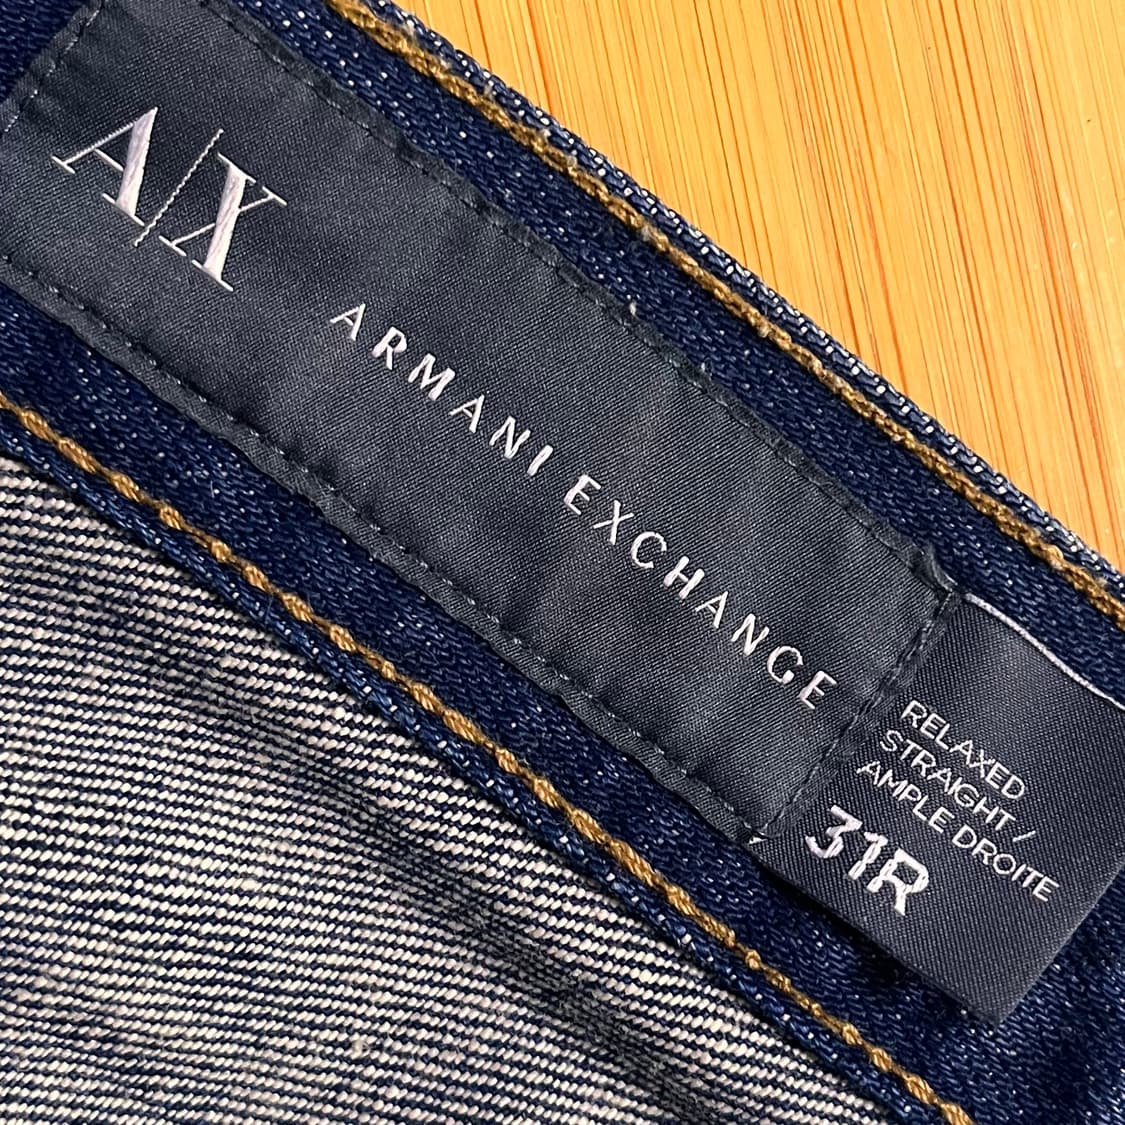 A|X
ARMANI EXCHANGE
RELAXED
STRAIGHT /
AMPLE DROITE
31R